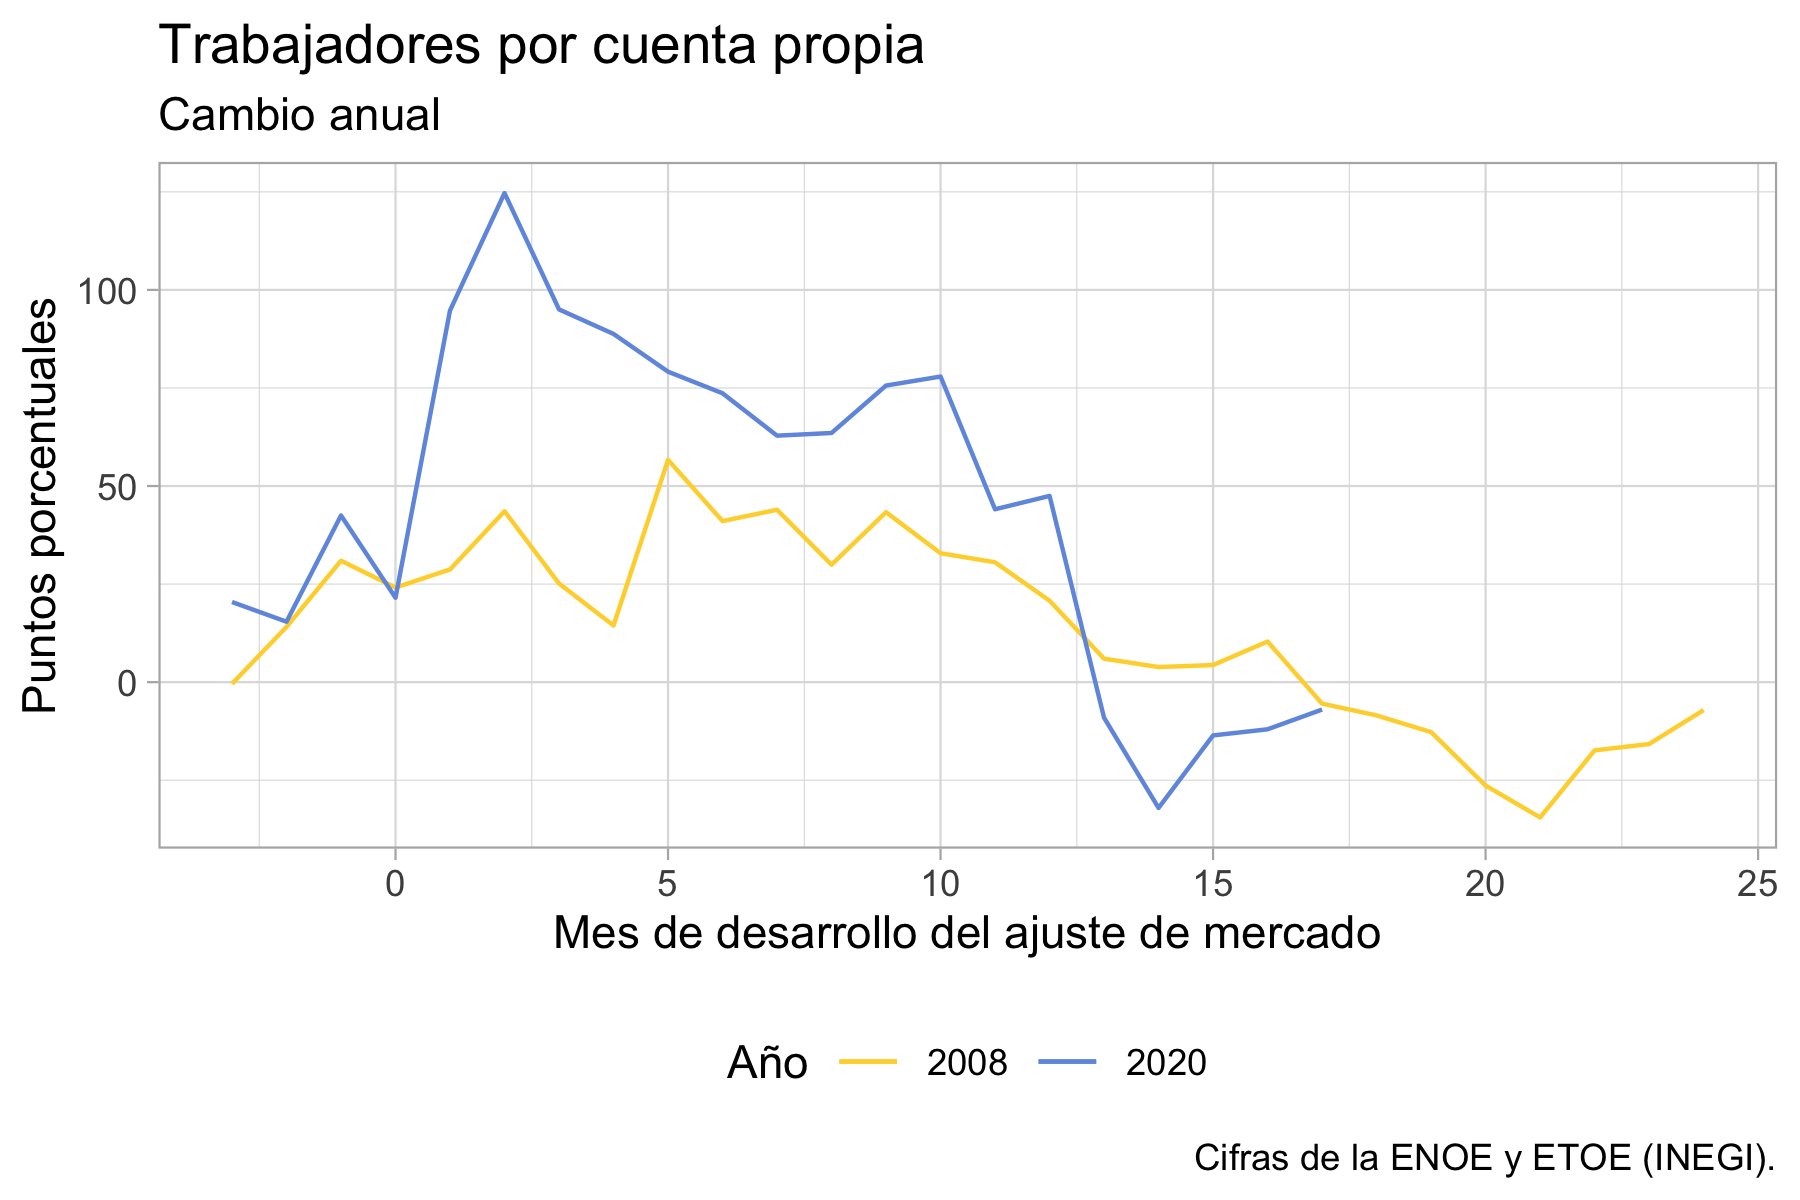 Trabajadores por cuenta propia
Cambio anual
Puntos porcentuales
100
50
0
0 5 10 15 20 25
Mes de desarrollo del ajuste de mercado
Año 2008 2020
Cifras de la ENOE y ETOE (INEGI).